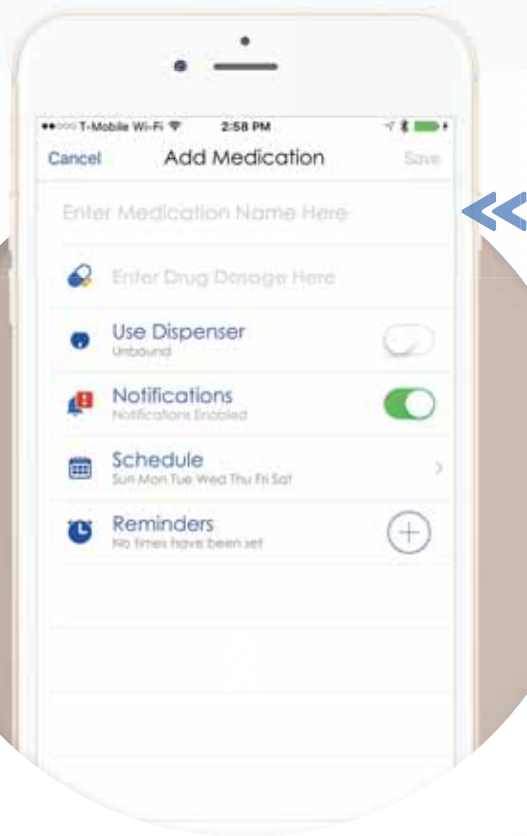 T-Mobile Wi-Fi 2:58 PM
Cancel Add Medication Save
Enter Medication Name Here
Enter Drug Dosage Here
Use Dispenser
Unbound
Notifications
Notifications Enabled
Schedule
Sun Mon Tue Wed Thu Fri Sat
Reminders
No times have been set